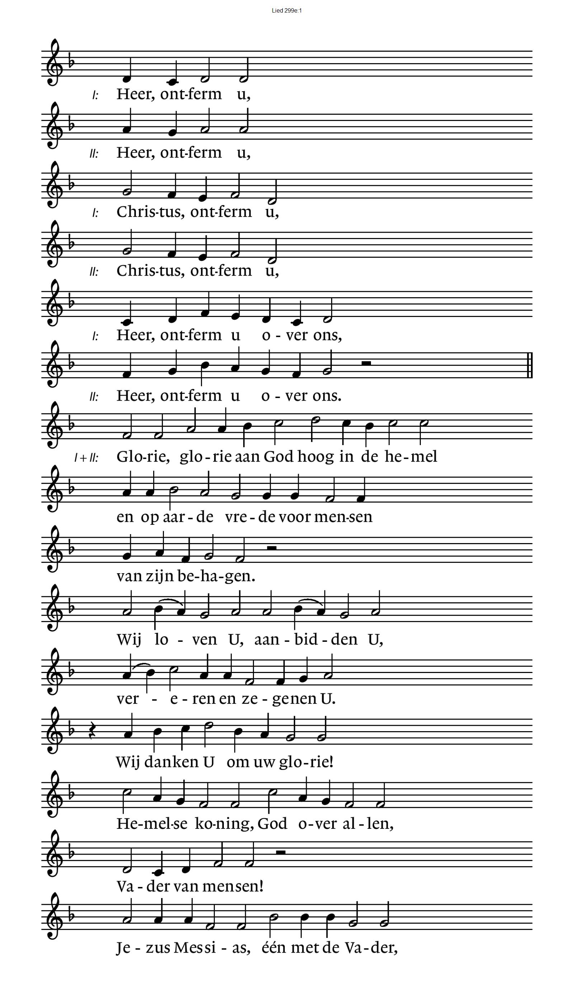 Lied 299e:1
I: Heer, ont-ferm u,
II: Heer, ont-ferm u,
I: Chris-tus, ont-ferm u,
II: Chris-tus, ont-ferm u,
I: Heer, ont-ferm u o - ver ons,
II: Heer, ont-ferm u o - ver ons.
I + II: Glo-rie, glo - rie aan God hoog in de he - mel
en op aar - de vre - de voor men-sen
van zijn be-ha-gen.
Wij lo - ven U, aan - bid - den U,
ver - e - ren en ze - genen U.
Wij danken U om uw glo-rie!
He-mel-se ko-ning, God o-ver al - len,
Va - der van mensen!
Je - zus Messi - as, één met de Va-der,